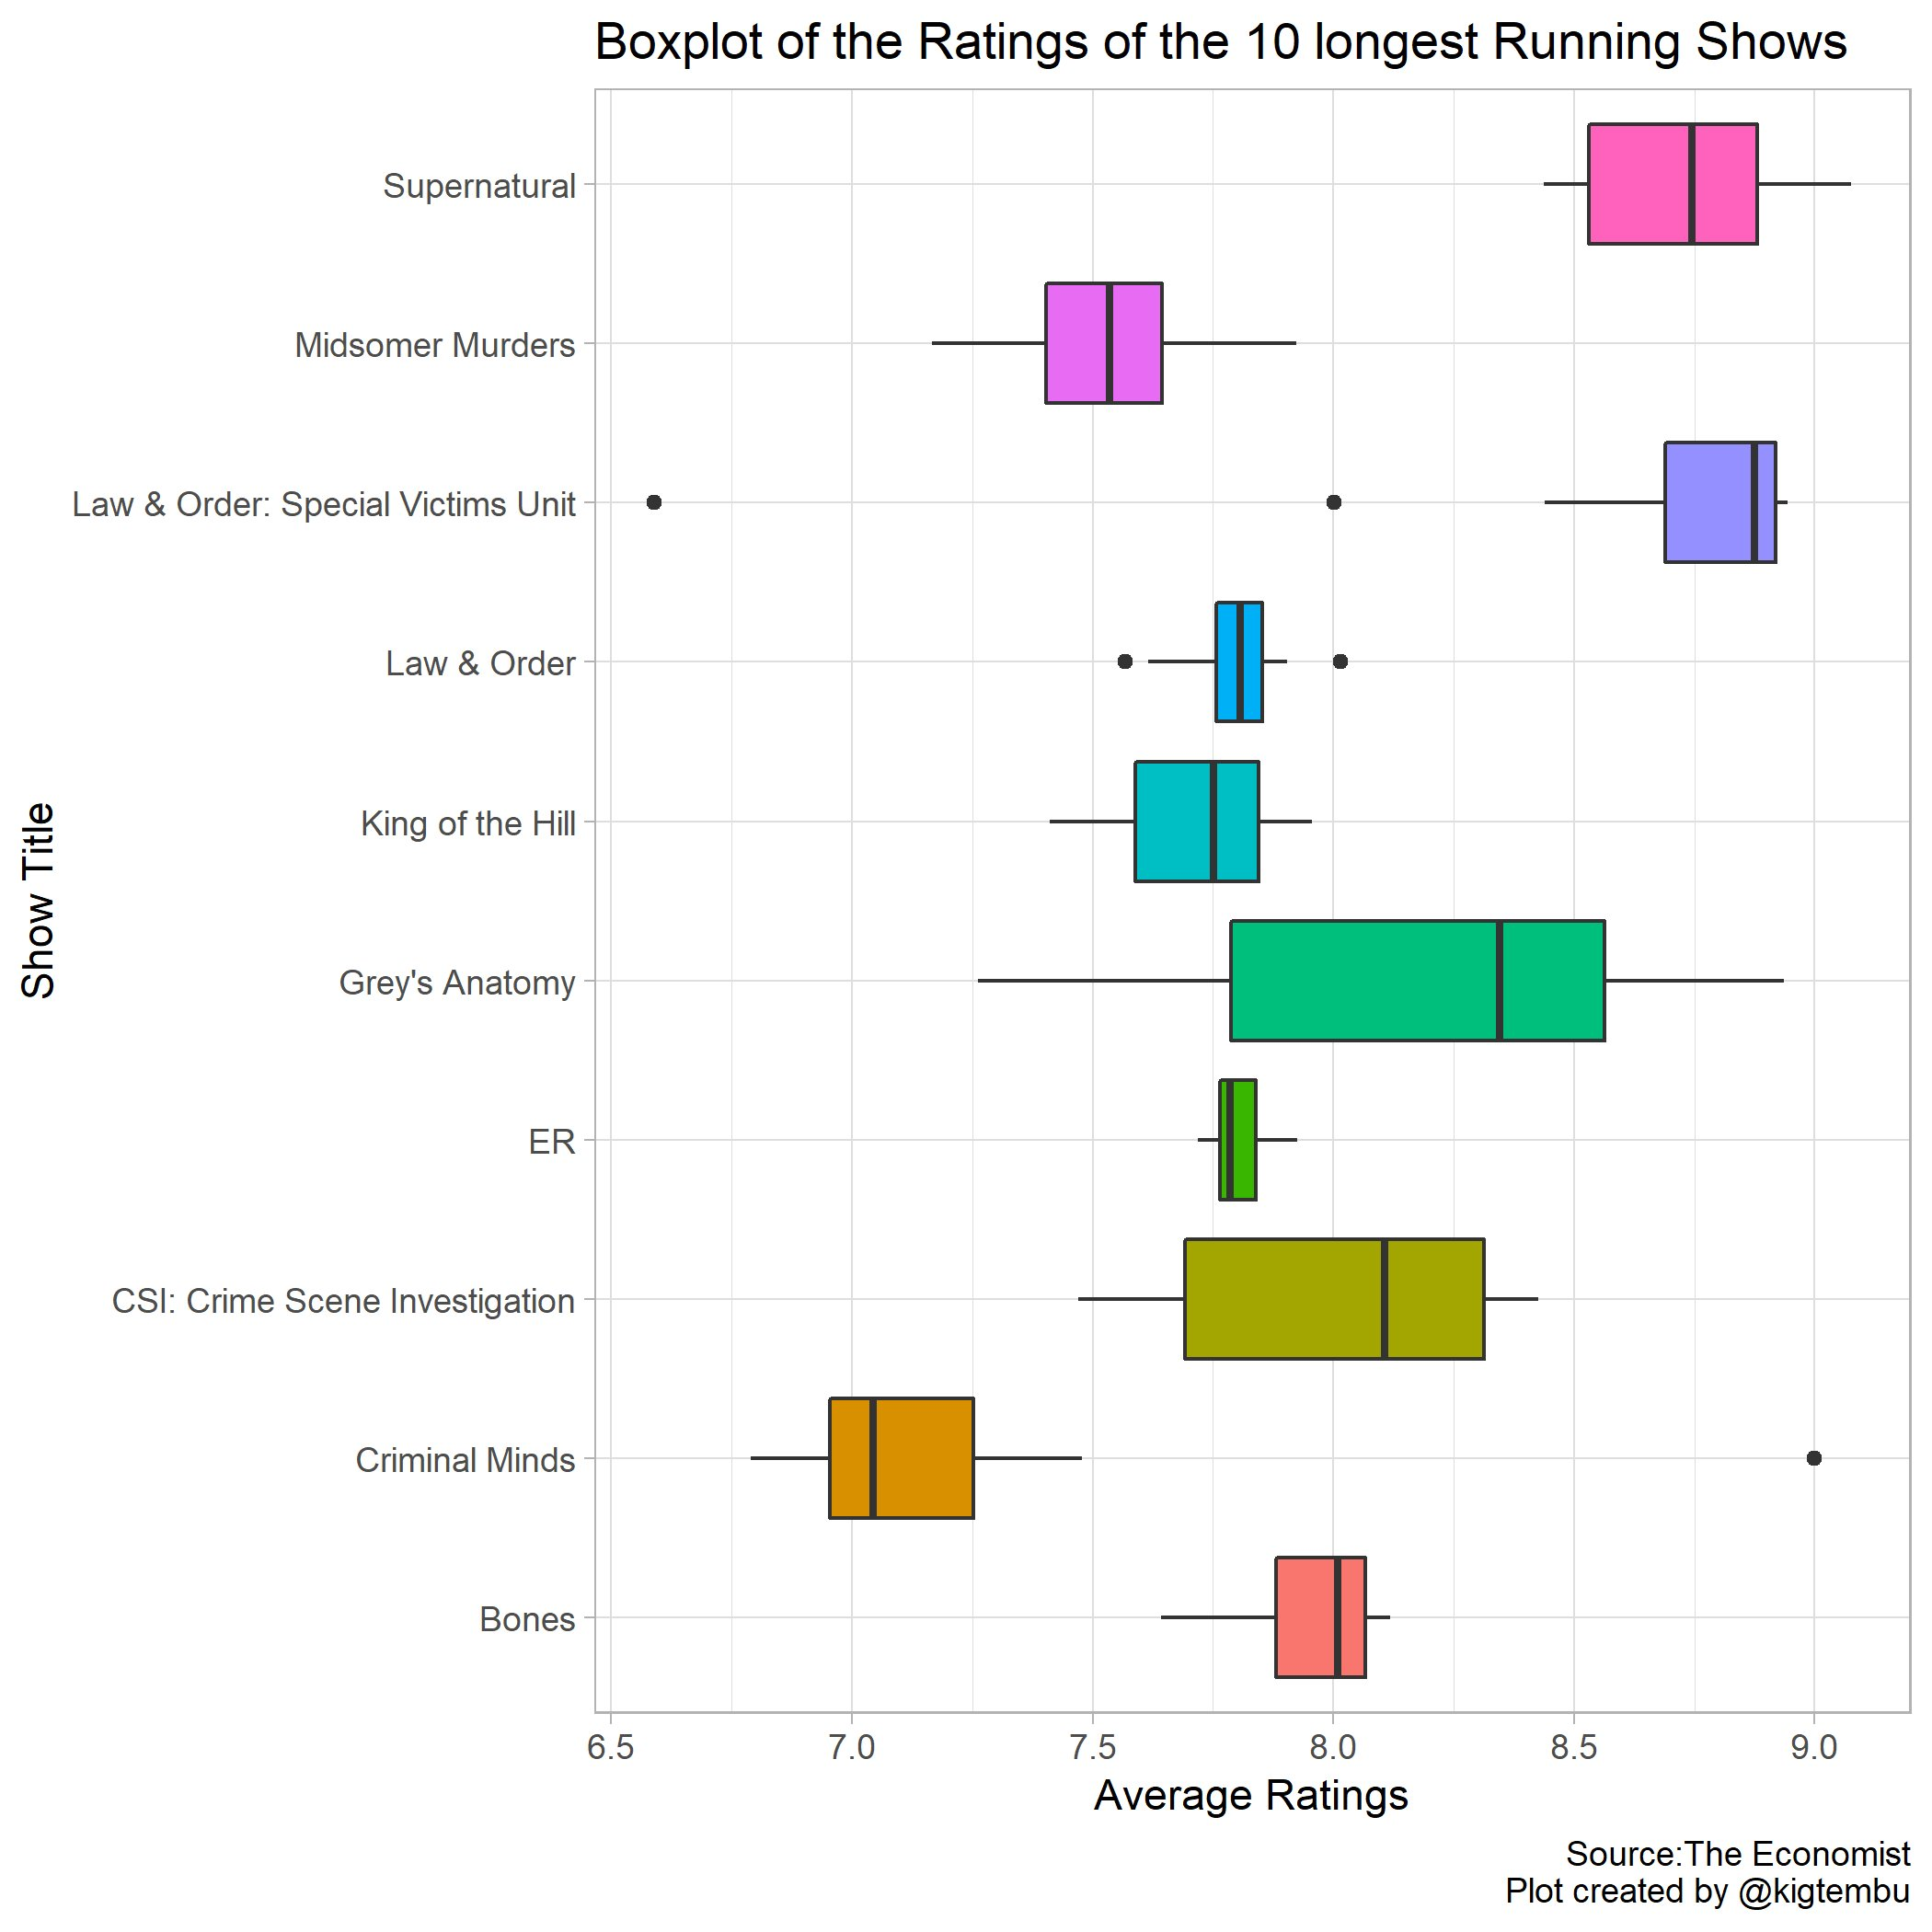 Boxplot of the Ratings of the 10 longest Running Shows
Show Title
Supernatural
Midsomer Murders
Law & Order: Special Victims Unit
Law & Order
King of the Hill
Grey's Anatomy
ER
CSI: Crime Scene Investigation
Criminal Minds
Bones
6.5 7.0 7.5 8.0 8.5 9.0
Average Ratings
Source:The Economist
Plot created by @kigtembu